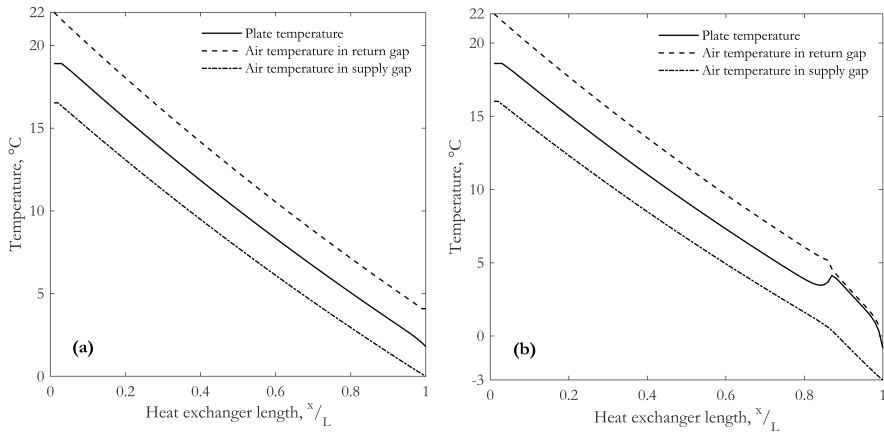 22
20
15
10
5
0
Temperature, °C
Plate temperature
Air temperature in return gap
Air temperature in supply gap
(a)
0 0.2 0.4 0.6 0.8 1
Heat exchanger length, x/L
22
20
15
10
5
0
-3
Temperature, °C
Plate temperature
Air temperature in return gap
Air temperature in supply gap
(b)
0 0.2 0.4 0.6 0.8 1
Heat exchanger length, x/L